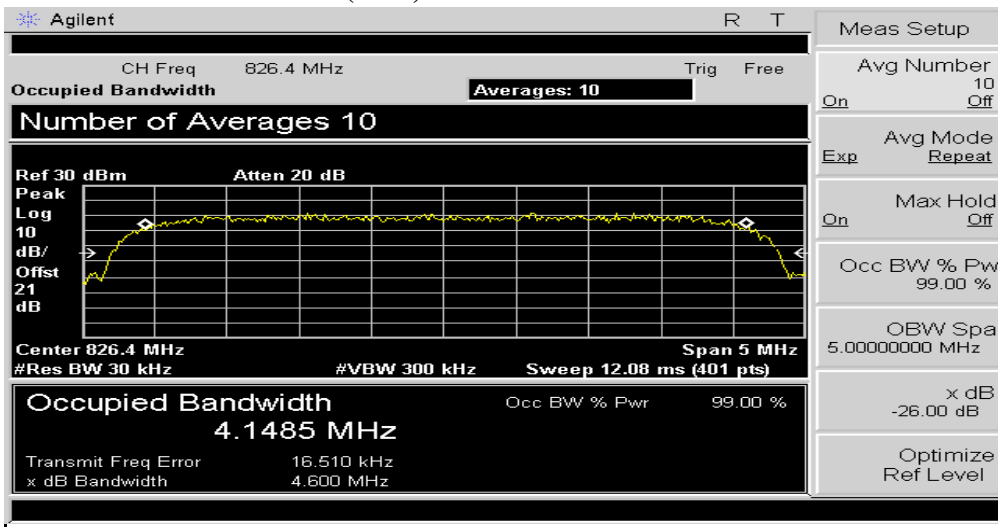 Agilent R T
Meas Setup
CH Freq 826.4 MHz Trig Free
Occupied Bandwidth Averages: 10
Number of Averages 10
Ref 30 dBm Atten 20 dB
Peak
Log
10
dB/
Offst
21
dB
Center 826.4 MHz Span 5 MHz
#Res BW 30 kHz #VBW 300 kHz Sweep 12.08 ms (401 pts)
Occupied Bandwidth Occ BW % Pwr 99.00 %
4.1485 MHz
Transmit Freq Error 16.510 kHz
x dB Bandwidth 4.600 MHz
Avg Number
10
On Off
Avg Mode
Exp Repeat
Max Hold
On Off
Occ BW % Pw
99.00 %
OBW Spa
5.00000000 MHz
x dB
-26.00 dB
Optimize
Ref Level